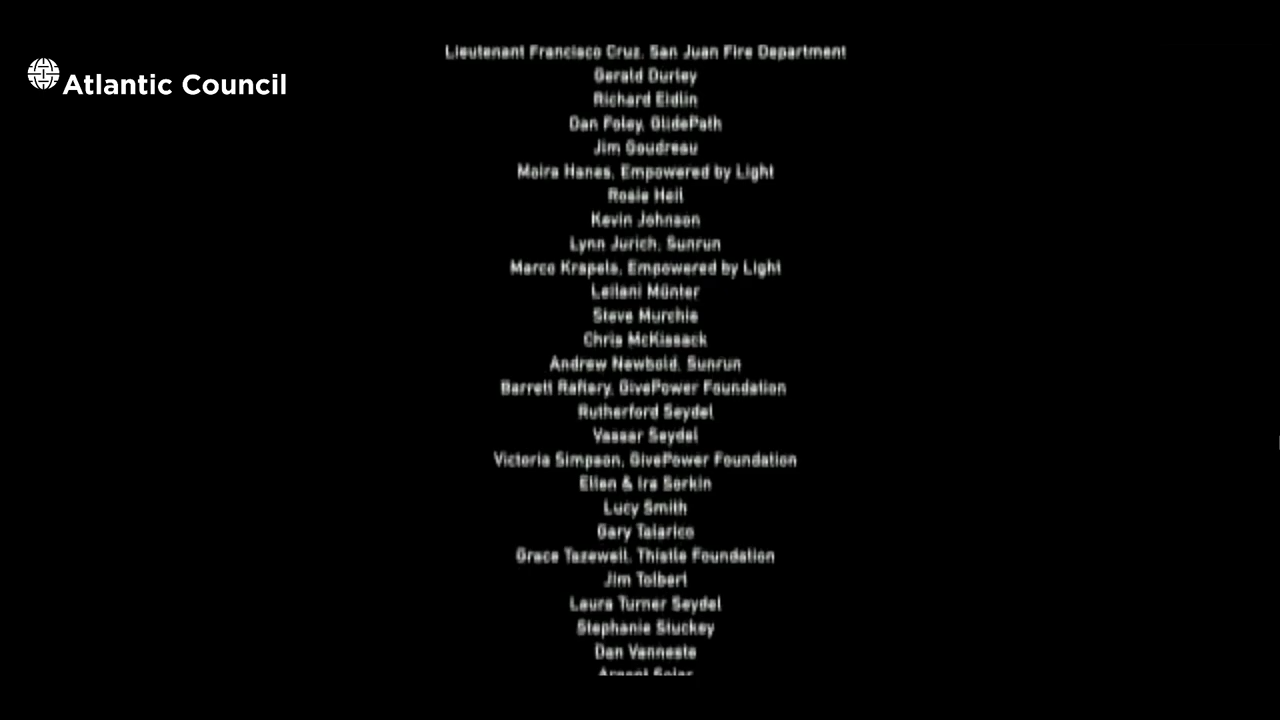 Atlantic Council
Lieutenant Francisco Cruz, San Juan Fire Department
Gerald Durley
Richard Eidlin
Dan Foley, GlidePath
Jim Goudreau
Moira Hanes, Empowered by Light
Rosie Heil
Kevin Johnson
Lynn Jurich, Sunrun
Marco Krapels, Empowered by Light
Leilani Münter
Steve Murchie
Chris McKissack
Andrew Newbold, Sunrun
Barrett Raftery, GivePower Foundation
Rutherford Seydel
Vasser Seydel
Victoria Simpson, GivePower Foundation
Ellen & Ira Sorkin
Lucy Smith
Gary Talarico
Grace Tazewell, Thistle Foundation
Jim Tolbert
Laura Turner Seydel
Stephanie Stuckey
Dan Vanneste
Solar